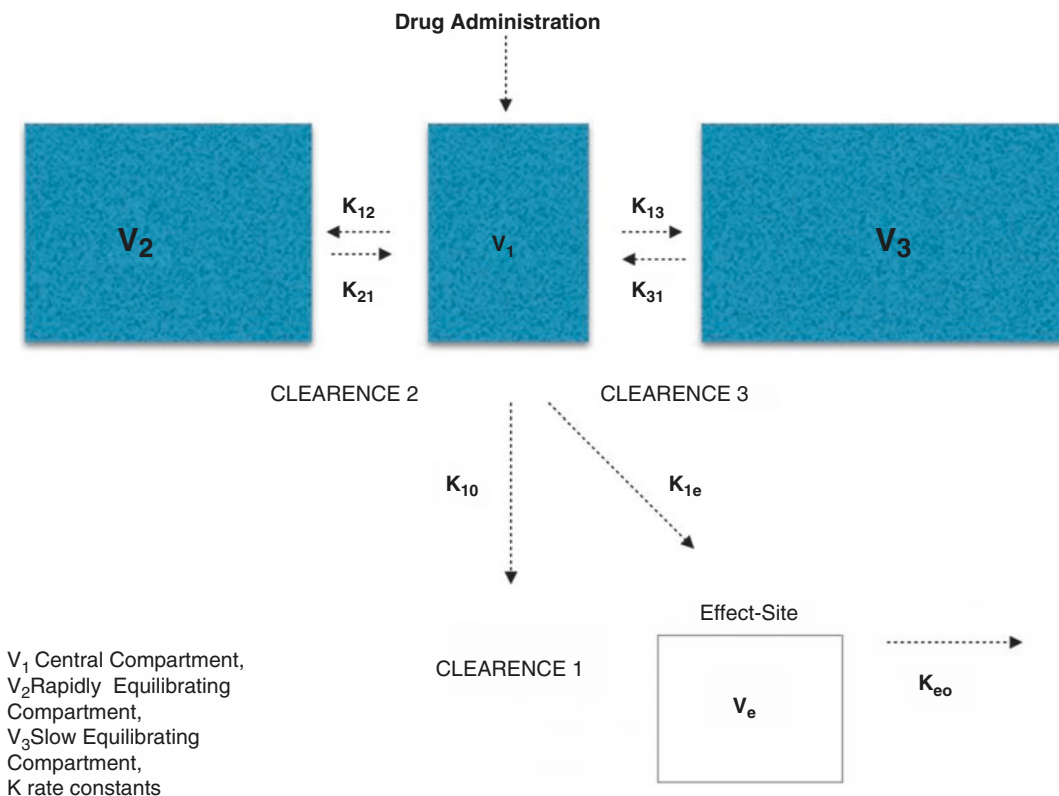 Drug Administration
K12
K13
V2
V1
V3
K21
K31
CLEARENCE 2
CLEARENCE 3
K10
K1e
Effect-Site
CLEARENCE 1
Ve
Keo
V1 Central Compartment,
V2Rapidly Equilibrating
Compartment,
V3Slow Equilibrating
Compartment,
K rate constants